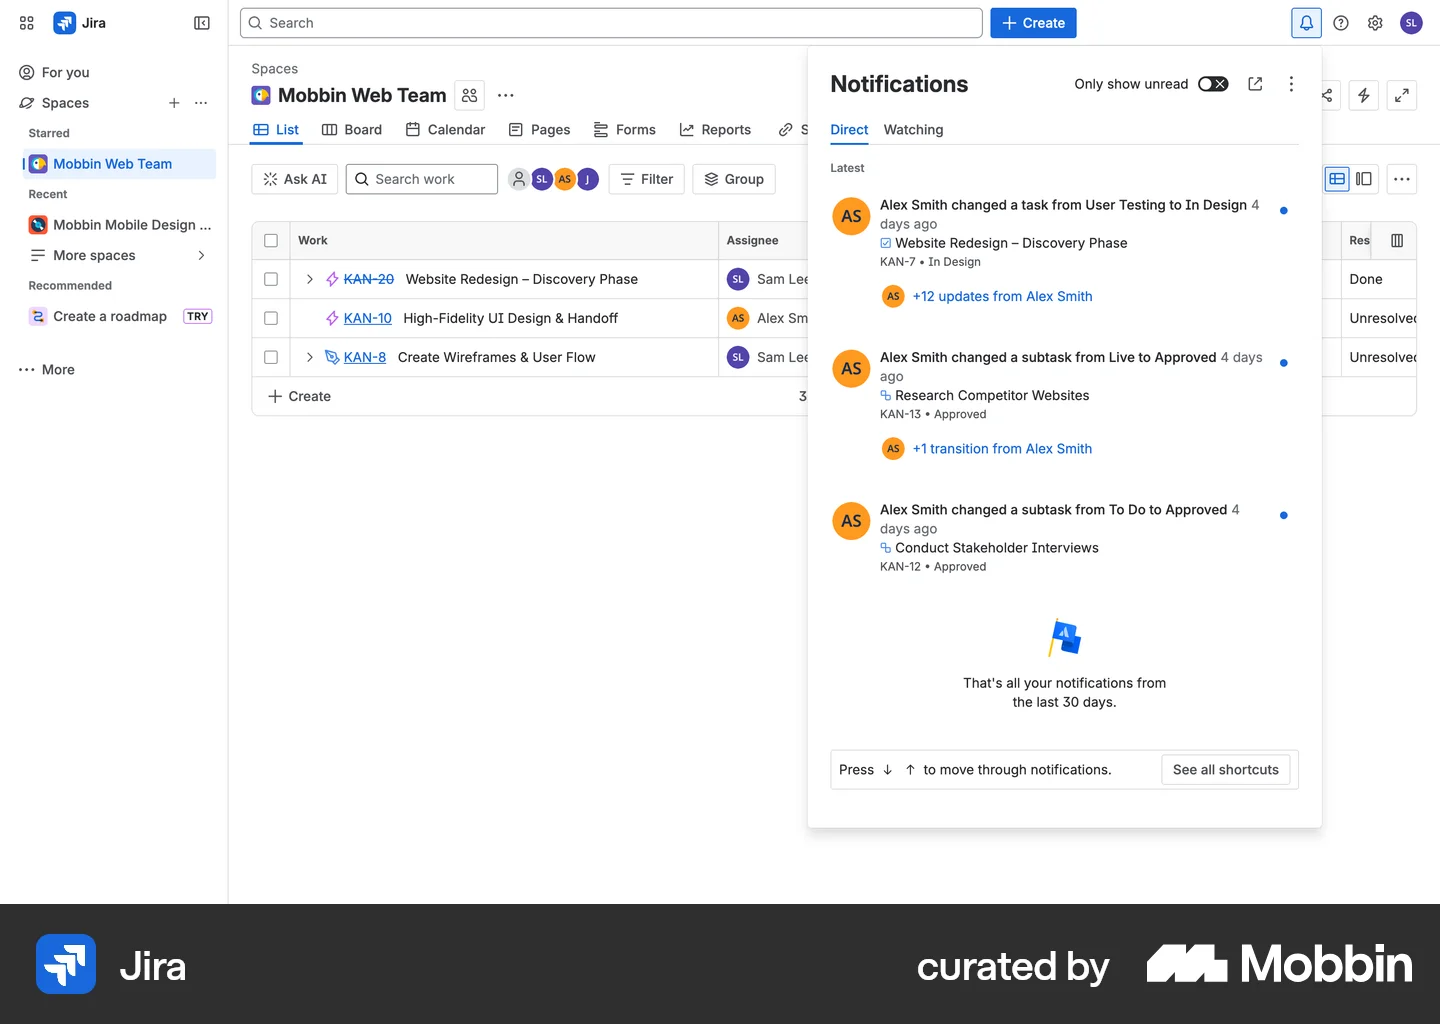 Jira
Search
Create
SL
For you
Spaces
Starred
Mobbin Web Team
Recent
Mobbin Mobile Design ...
More spaces
Recommended
Create a roadmap
TRY
More
Spaces
Mobbin Web Team
List
Board
Calendar
Pages
Forms
Reports
S
Ask AI
Search work
SL
AS
J
Filter
Group
Work
Assignee
Res
KAN-20 Website Redesign – Discovery Phase
SL Sam Lee
Done
KAN-10 High-Fidelity UI Design & Handoff
AS Alex Sm
Unresolved
KAN-8 Create Wireframes & User Flow
SL Sam Lee
Unresolved
Create
3
Notifications
Only show unread
Direct
Watching
Latest
AS
Alex Smith changed a task from User Testing to In Design 4
days ago
Website Redesign – Discovery Phase
KAN-7 • In Design
AS +12 updates from Alex Smith
AS
Alex Smith changed a subtask from Live to Approved 4 days
ago
Research Competitor Websites
KAN-13 • Approved
AS +1 transition from Alex Smith
AS
Alex Smith changed a subtask from To Do to Approved 4
days ago
Conduct Stakeholder Interviews
KAN-12 • Approved
That's all your notifications from
the last 30 days.
Press ↓ ↑ to move through notifications.
See all shortcuts
Jira
curated by
Mobbin